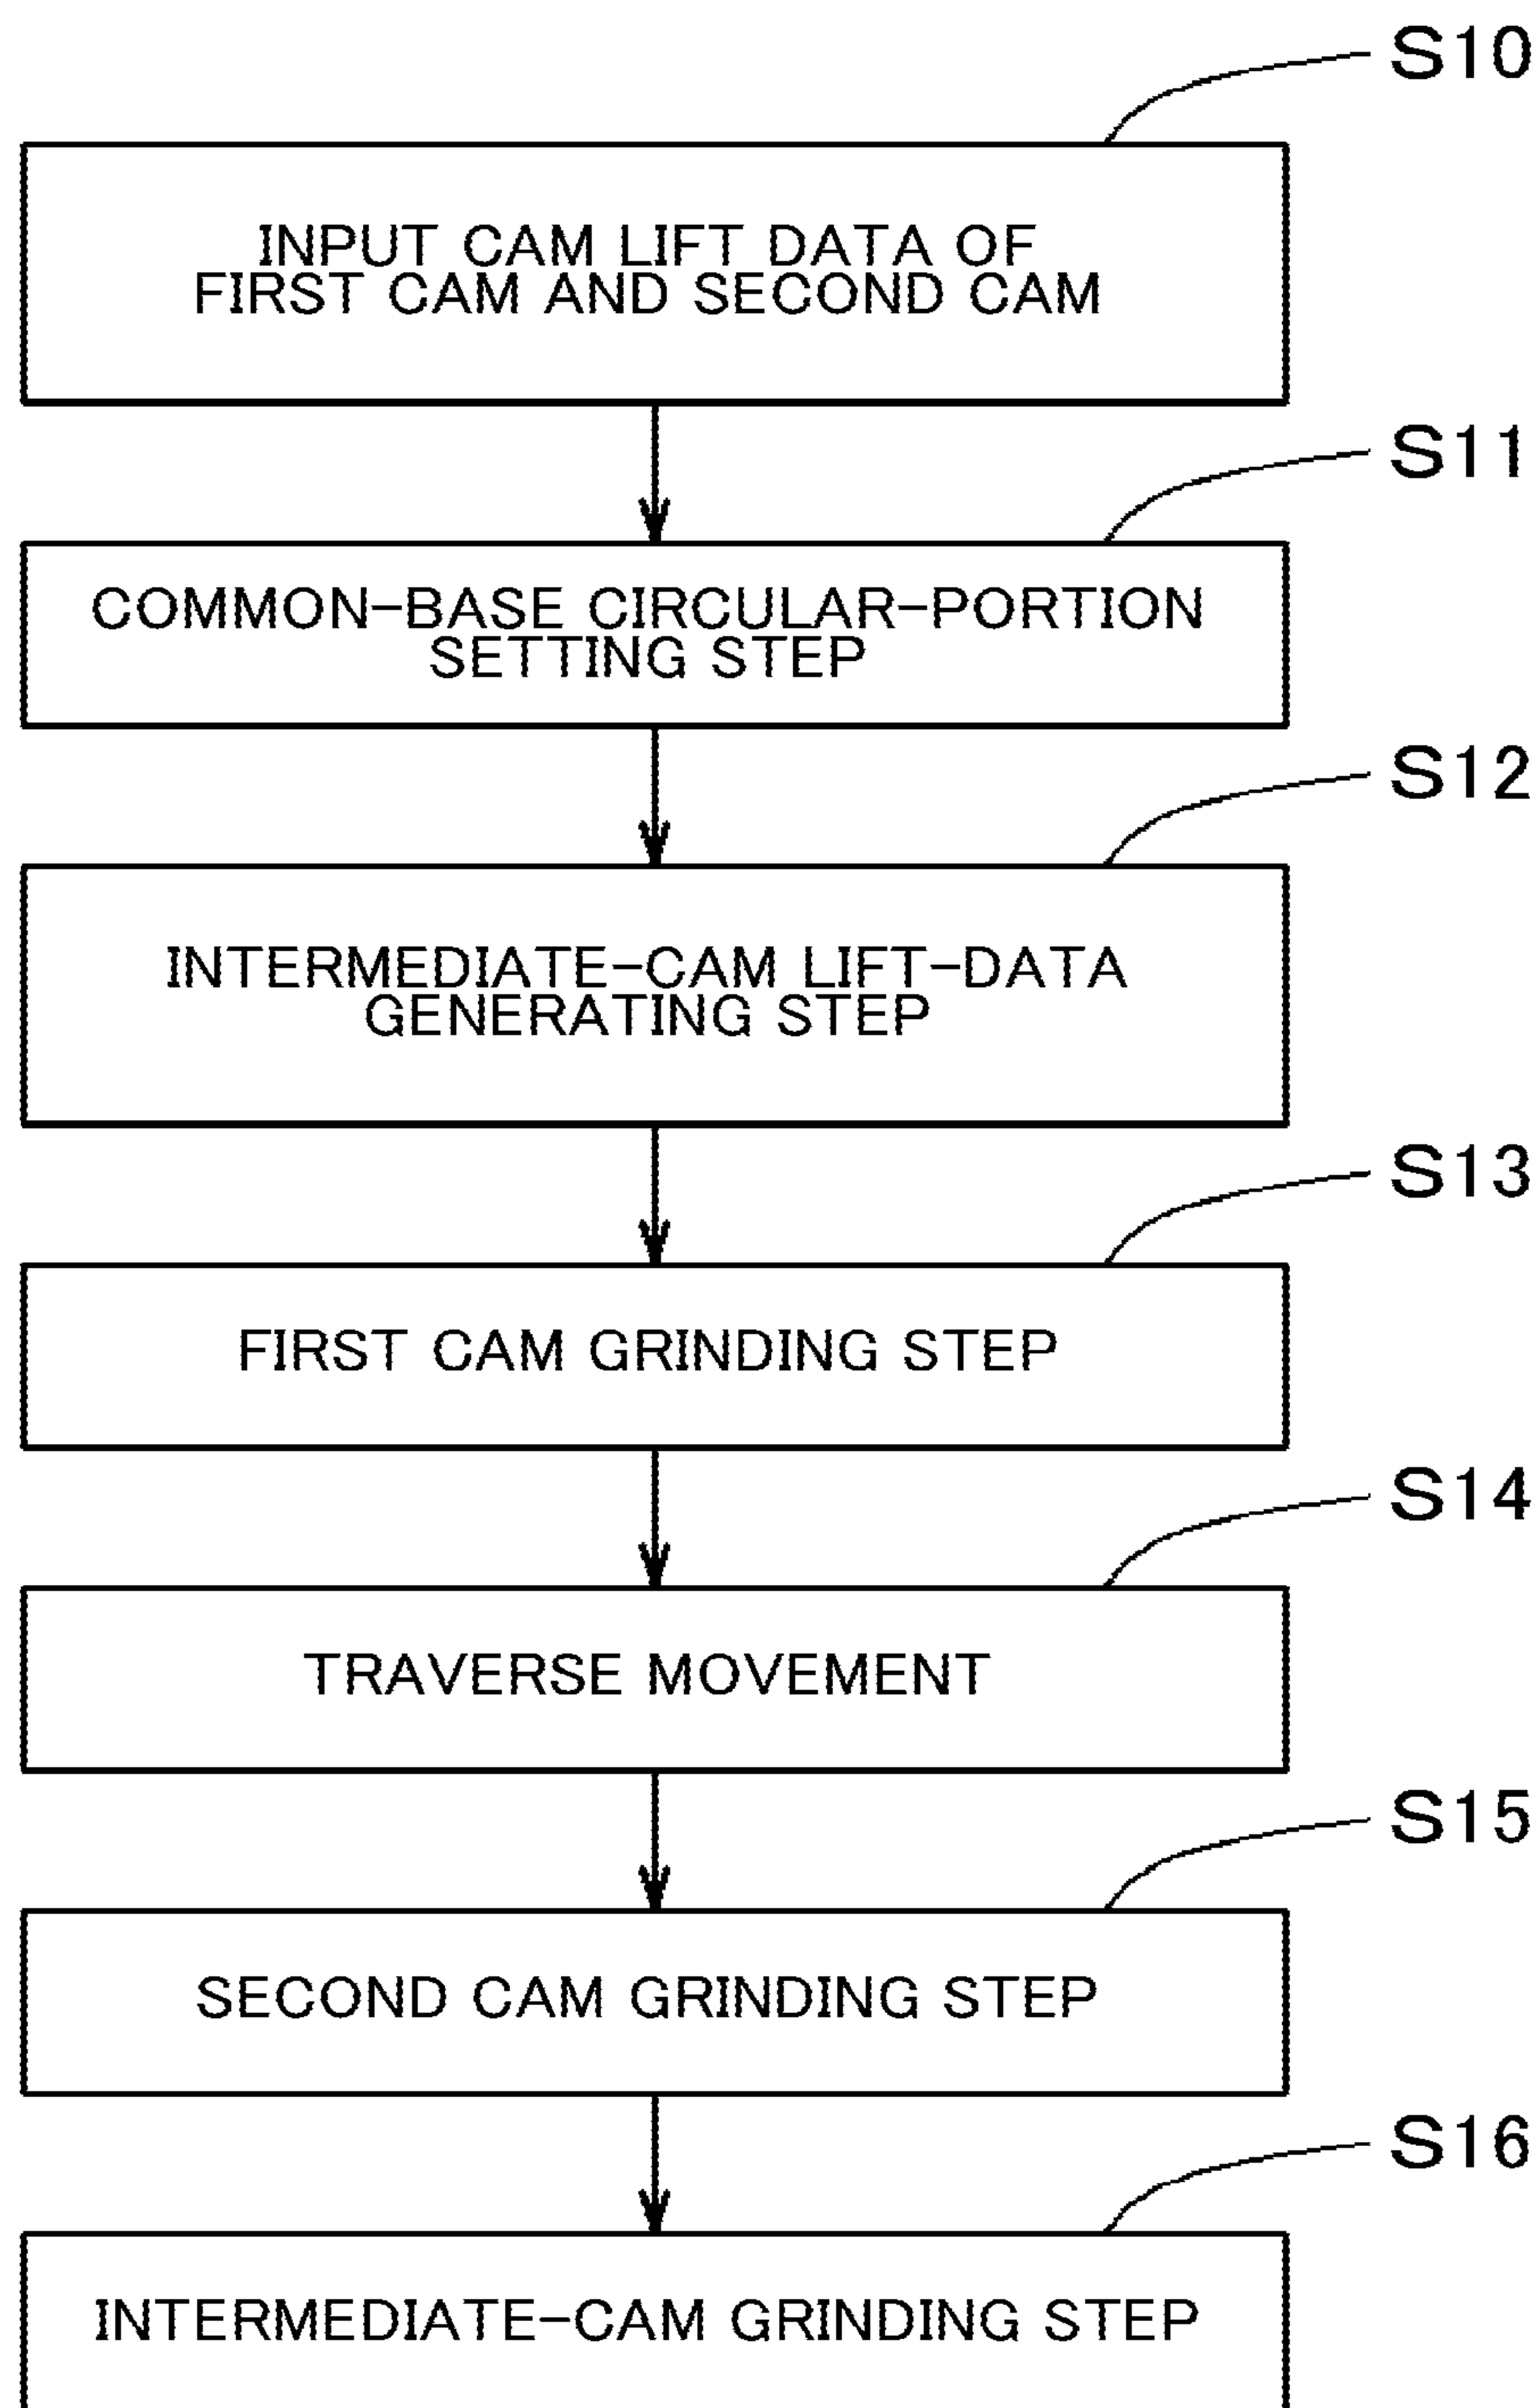 S10
INPUT CAM LIFT DATA OF
FIRST CAM AND SECOND CAM
S11
COMMON-BASE CIRCULAR-PORTION
SETTING STEP
S12
INTERMEDIATE-CAM LIFT-DATA
GENERATING STEP
S13
FIRST CAM GRINDING STEP
S14
TRAVERSE MOVEMENT
S15
SECOND CAM GRINDING STEP
S16
INTERMEDIATE-CAM GRINDING STEP